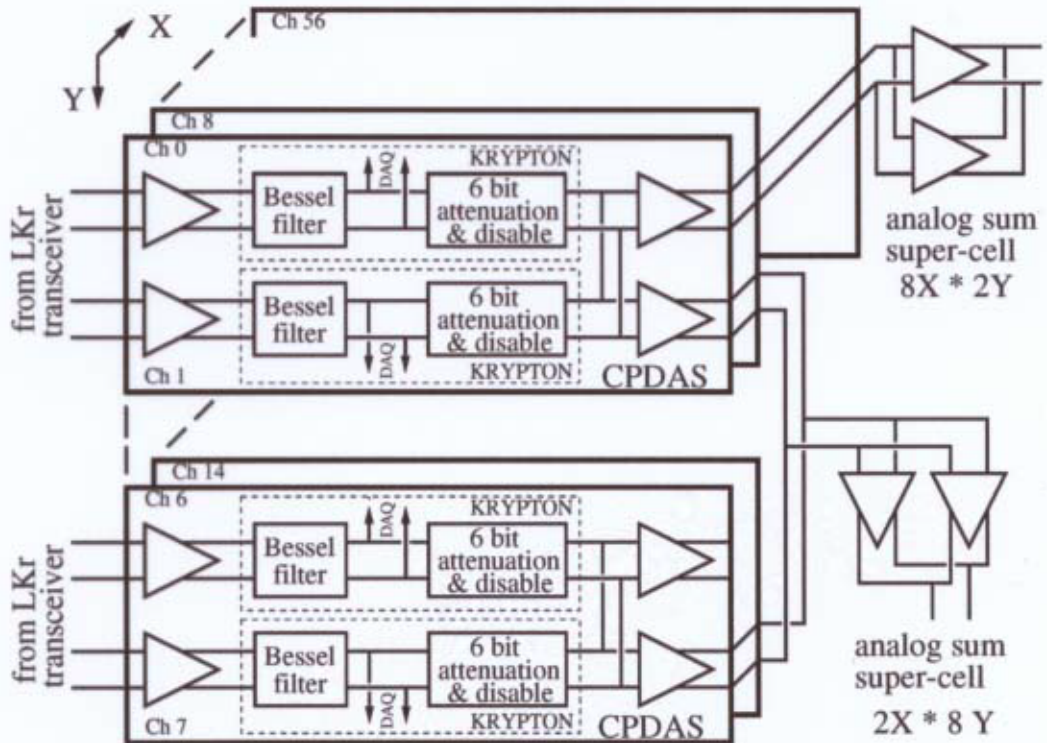 Ch 56
X
Y
Ch 8
Ch 0
KRYPTON
Bessel
filter
DAQ
6 bit
attenuation
& disable
from LKr
transceiver
Bessel
filter
DAQ
6 bit
attenuation
& disable
KRYPTON
Ch 1
CPDAS
analog sum
super-cell
8X * 2Y
Ch 14
Ch 6
KRYPTON
Bessel
filter
DAQ
6 bit
attenuation
& disable
from LKr
transceiver
Bessel
filter
DAQ
6 bit
attenuation
& disable
KRYPTON
Ch 7
CPDAS
analog sum
super-cell
2X * 8 Y